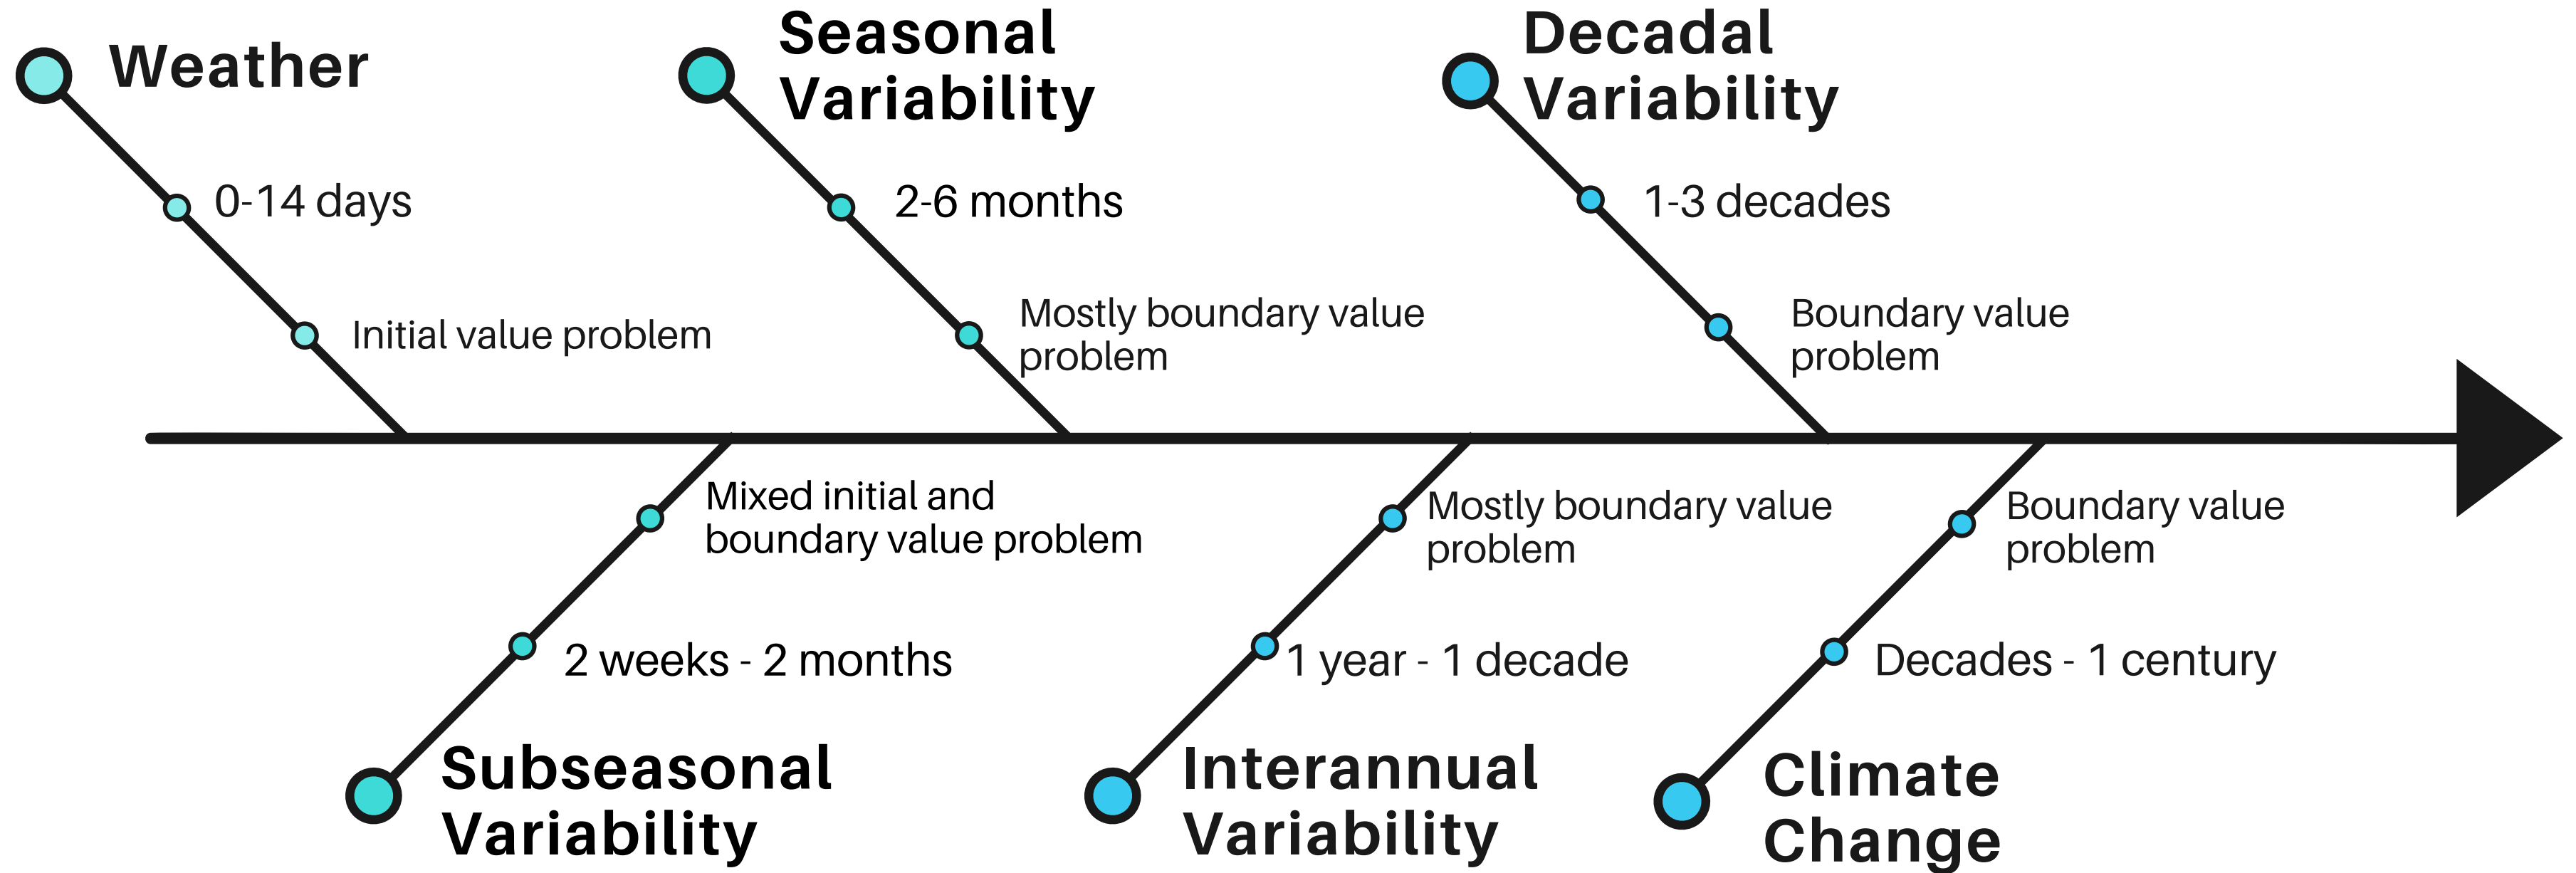 Weather
0-14 days
Initial value problem
Seasonal
Variability
2-6 months
Mostly boundary value
problem
Decadal
Variability
1-3 decades
Boundary value
problem
Mixed initial and
boundary value problem
2 weeks - 2 months
Subseasonal
Variability
Mostly boundary value
problem
1 year - 1 decade
Interannual
Variability
Boundary value
problem
Decades - 1 century
Climate
Change